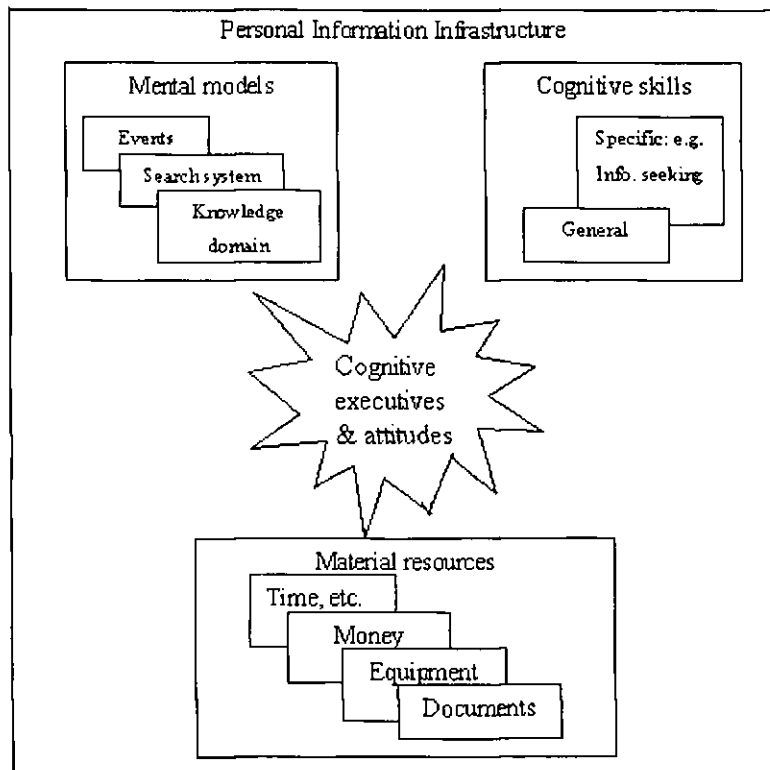 Personal Information Infrastructure
Mental models
Events
Search system
Knowledge
domain
Cognitive skills
Specific: e.g.
Info. seeking
General
Cognitive
executives
& attitudes
Material resources
Time, etc.
Money
Equipment
Documents